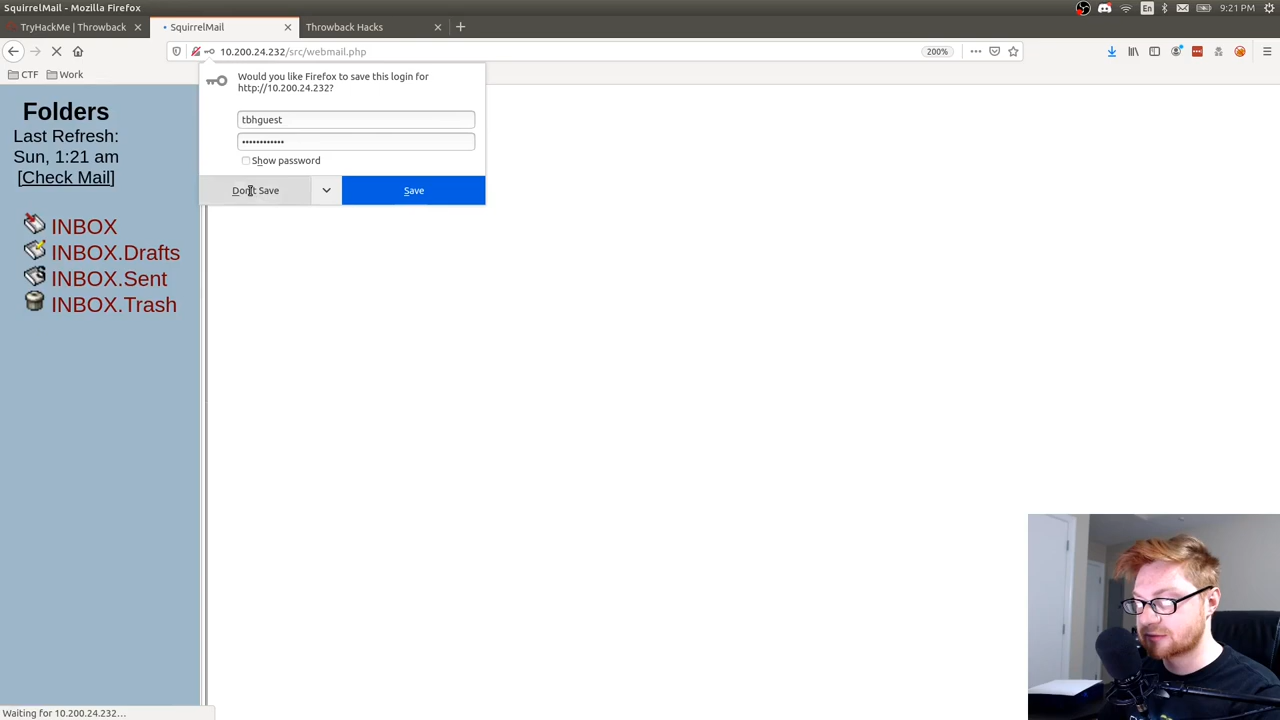 SquirrelMail - Mozilla Firefox
En
9:21 PM
TryHackMe | Throwback
SquirrelMail
Throwback Hacks
10.200.24.232/src/webmail.php
200%
CTF
Work
Would you like Firefox to save this login for
http://10.200.24.232?
tbhguest
••••••••••••
Show password
Don't Save
Save
Folders
Last Refresh:
Sun, 1:21 am
[Check Mail]
INBOX
INBOX.Drafts
INBOX.Sent
INBOX.Trash
Waiting for 10.200.24.232…